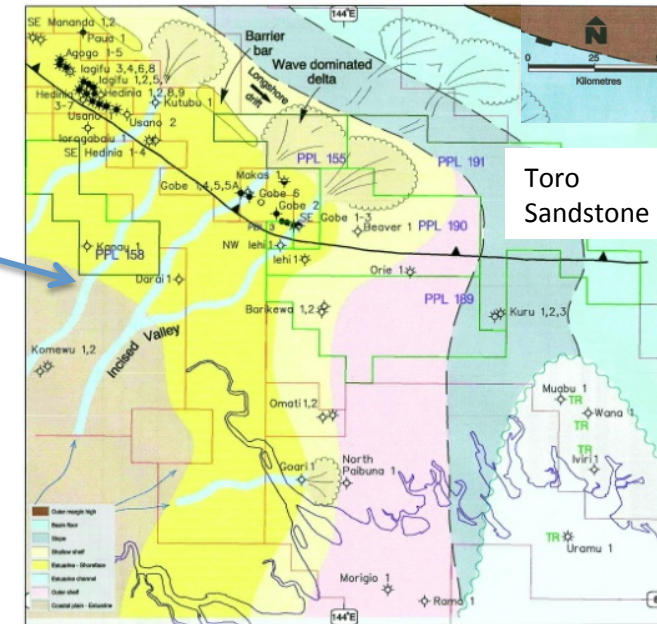 144°E
N
0 25
Kilometres
SE Mananda 1,2
Paua 1
Agogo 1-5
Iagifu 3,4,6,8
Iagifu 1,2,5,7
Hedinia 1,2,8,9
Hedinia
3-7
Kutubu 1
Usano 1
Usano 2
Iorogabaiu 1
SE Hedinia 1-4
Barrier
bar
Wave dominated
delta
Longshore
drift
PPL 155
PPL 191
Toro
Sandstone
Makas 1
Gobe 1,4,5,5A
Gobe 6
Gobe 2
SE Gobe 1-3
Beaver 1
PPL 190
NW
Iehi 1
Iehi 1
Kanau 1
PPL 158
Darai 1
Orie 1
PPL 189
Barikewa 1,2
Kuru 1,2,3
Incised Valley
Komewu 1,2
Omati 1,2
Muabu 1
TR
Wana 1
TR
TR
Iviri 1
Goari 1
North
Paibuna 1
TR
Uramu 1
Outer margin high
Basin floor
Slope
Shallow shelf
Estuarine - Shoreface
Estuarine channel
Outer shelf
Coastal plain - Estuarine
Morigio 1
Rama 1
144°E